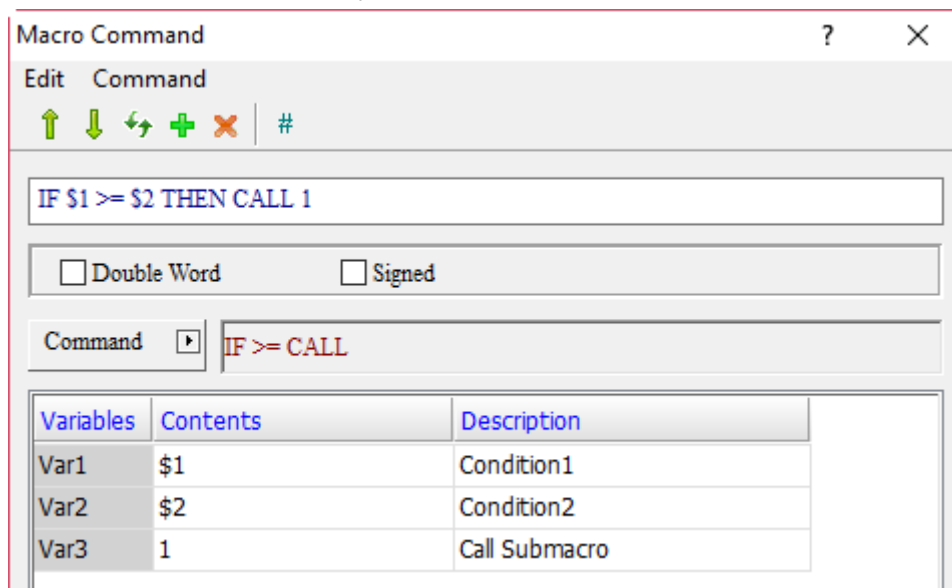 Macro Command ?
Edit Command
#
IF $1 >= $2 THEN CALL 1
Double Word Signed
Command IF >= CALL
Variables Contents Description
Var1 $1 Condition1
Var2 $2 Condition2
Var3 1 Call Submacro